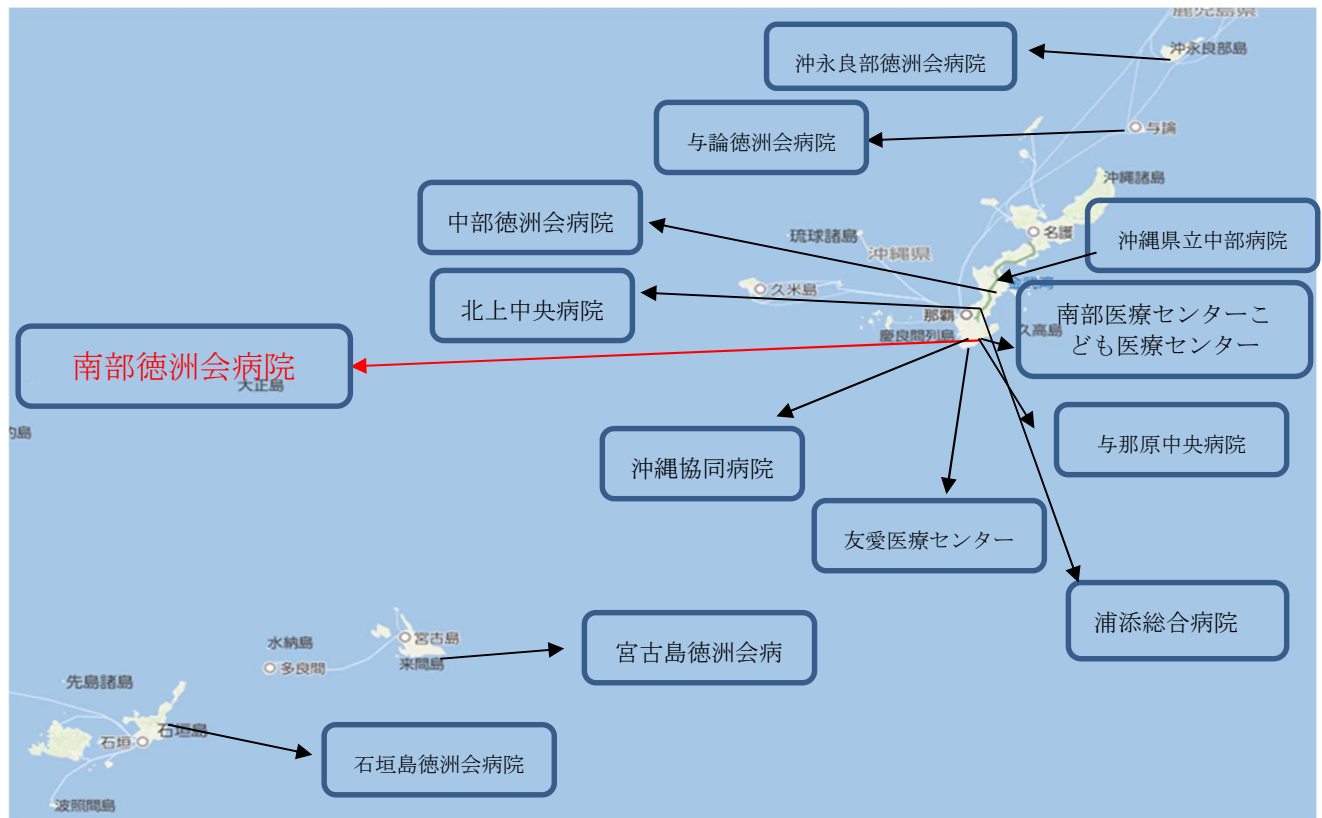 鹿児島県
沖永良部徳洲会病院
沖永良部島
与論徳洲会病院
与論
沖縄諸島
中部徳洲会病院
琉球諸島
沖縄県
名護
沖縄県立中部病院
北上中央病院
久米島
那覇
慶良間列島
久高島
南部医療センターこ
ども医療センター
南部徳洲会病院
大正島
沖縄協同病院
与那原中央病院
友愛医療センター
浦添総合病院
水納島
宮古島
多良間
来間島
宮古島徳洲会病
先島諸島
石垣島
石垣
石垣島徳洲会病院
波照間島